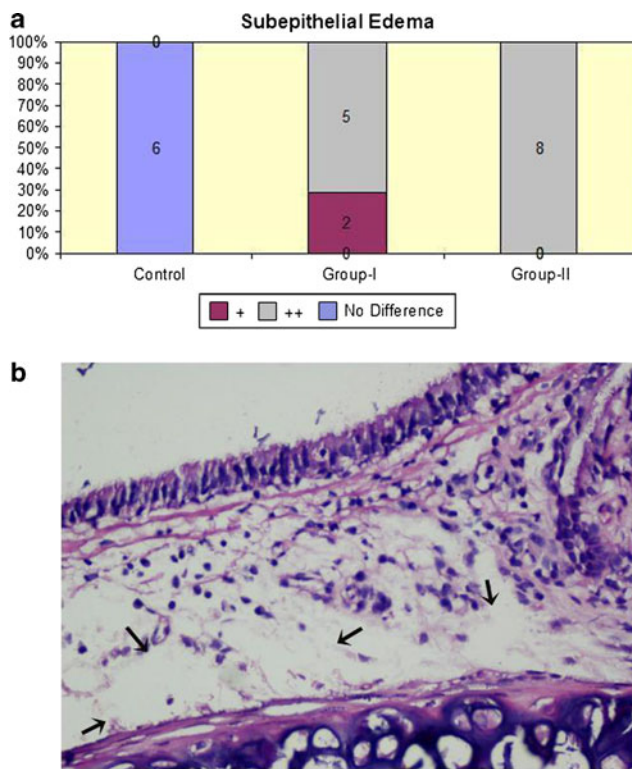 a
Subepithelial Edema
100%
90%
80%
70%
60%
50%
40%
30%
20%
10%
0%
0
6
5
2
0
8
0
Control
Group-I
Group-II
+
++
No Difference
b